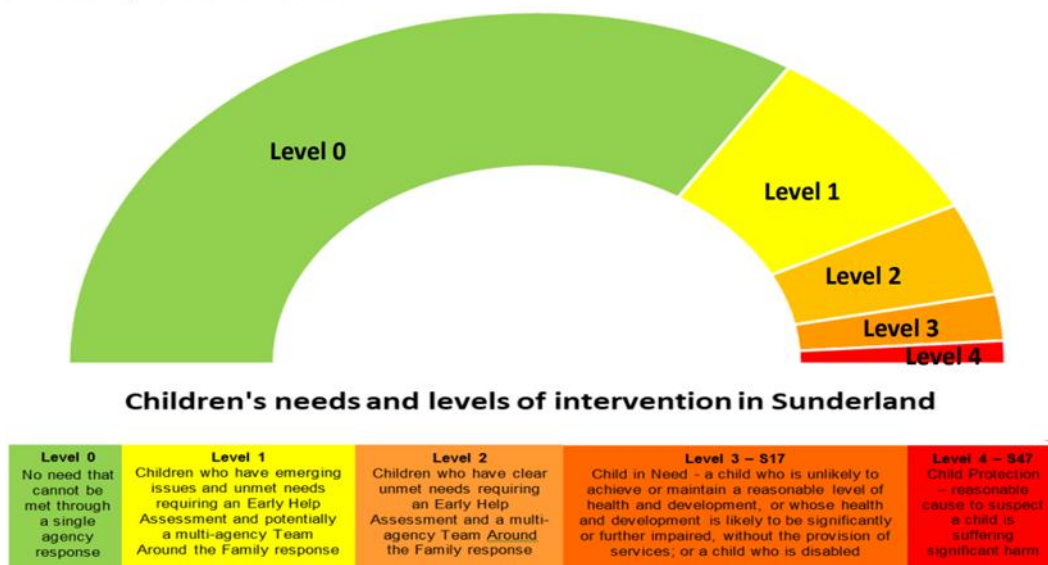 Level 0
Level 1
Level 2
Level 3
Level 4
Children's needs and levels of intervention in Sunderland
Level 0
No need that
cannot be
met through
a single
agency
response
Level 1
Children who have emerging
issues and unmet needs
requiring an Early Help
Assessment and potentially
a multi-agency Team
Around the Family response
Level 2
Children who have clear
unmet needs requiring
an Early Help
Assessment and a multi-
agency Team Around
the Family response
Level 3 – S17
Child in Need - a child who is unlikely to
achieve or maintain a reasonable level of
health and development, or whose health
and development is likely to be significantly
or further impaired, without the provision of
services; or a child who is disabled
Level 4 – S47
Child Protection
– reasonable
cause to suspect
a child is
suffering
significant harm